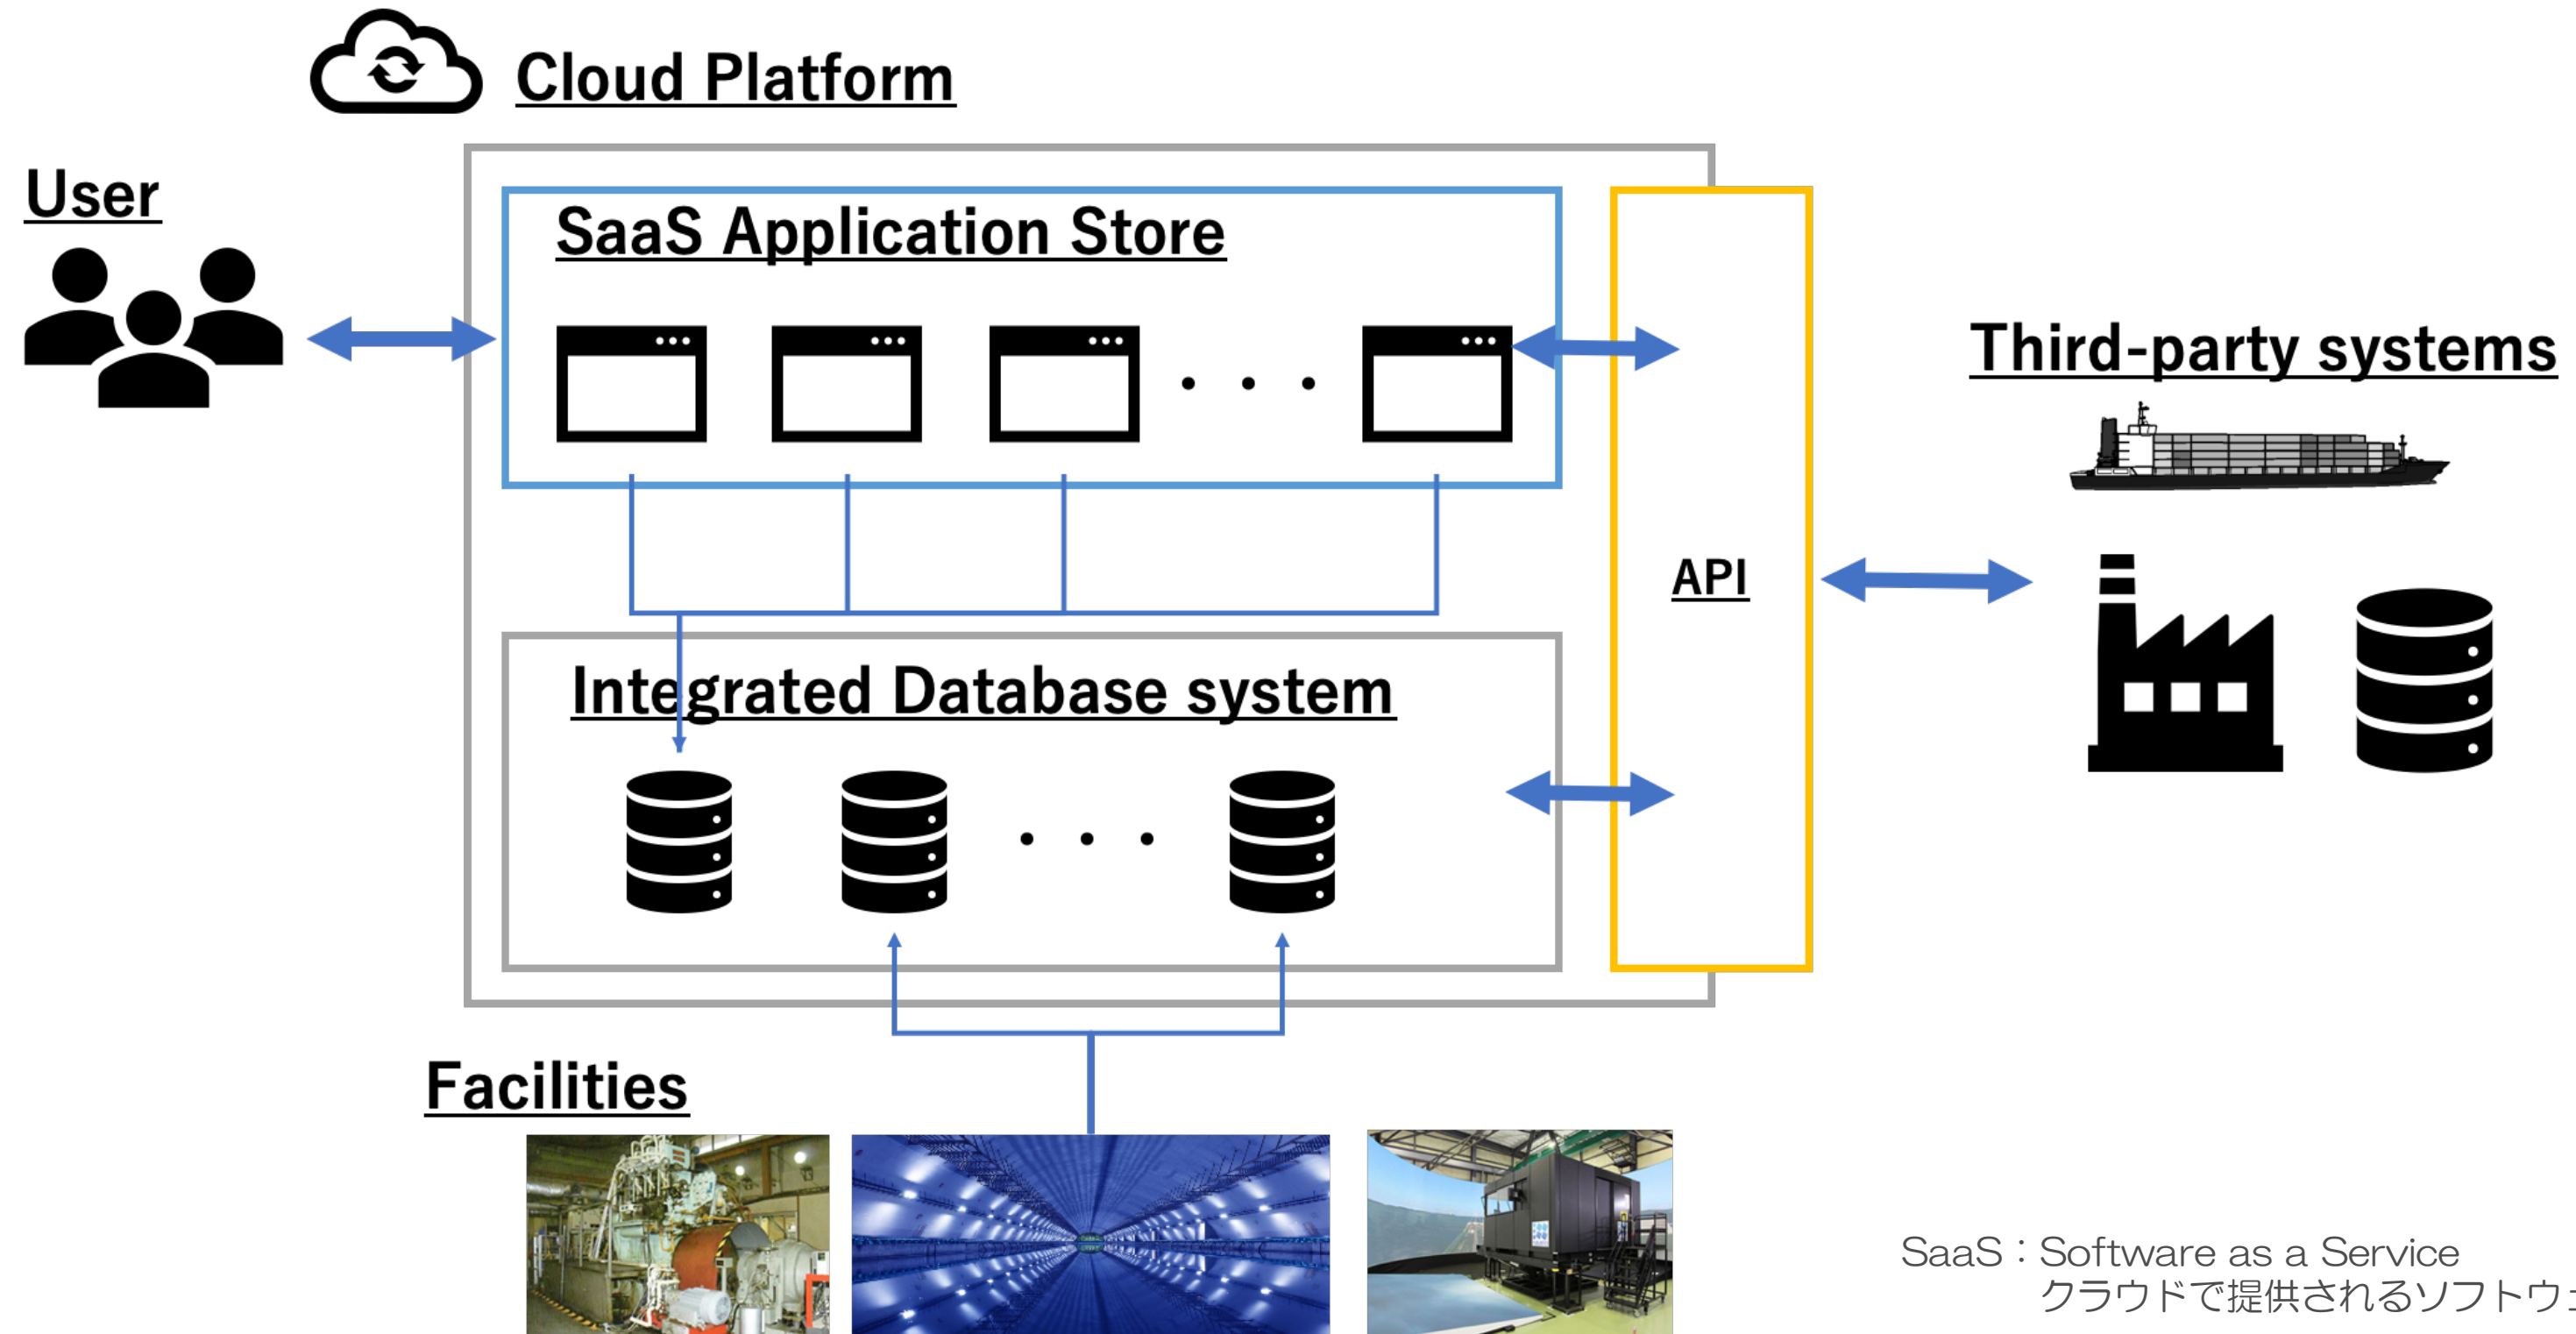 Cloud Platform
User
SaaS Application Store
Third-party systems
API
Integrated Database system
Facilities
SaaS：Software as a Service
クラウドで提供されるソフトウ